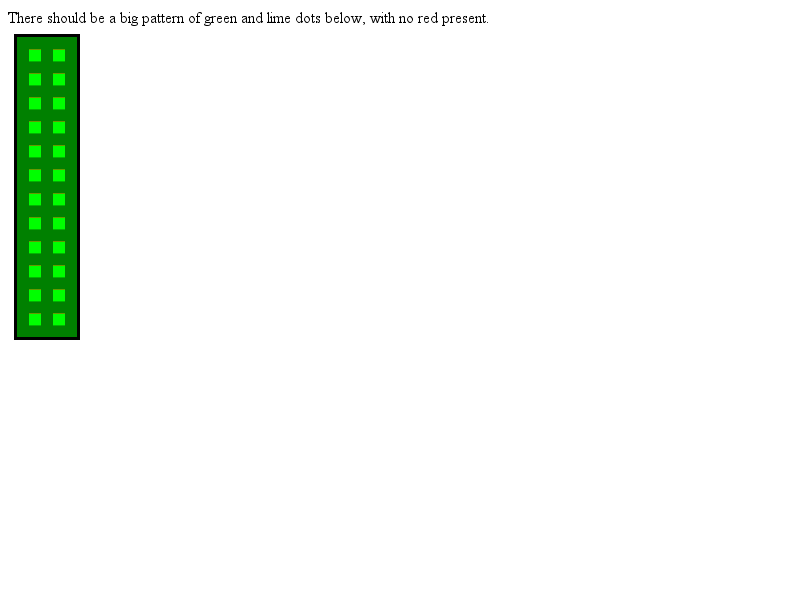 There should be a big pattern of green and lime dots below, with no red present.